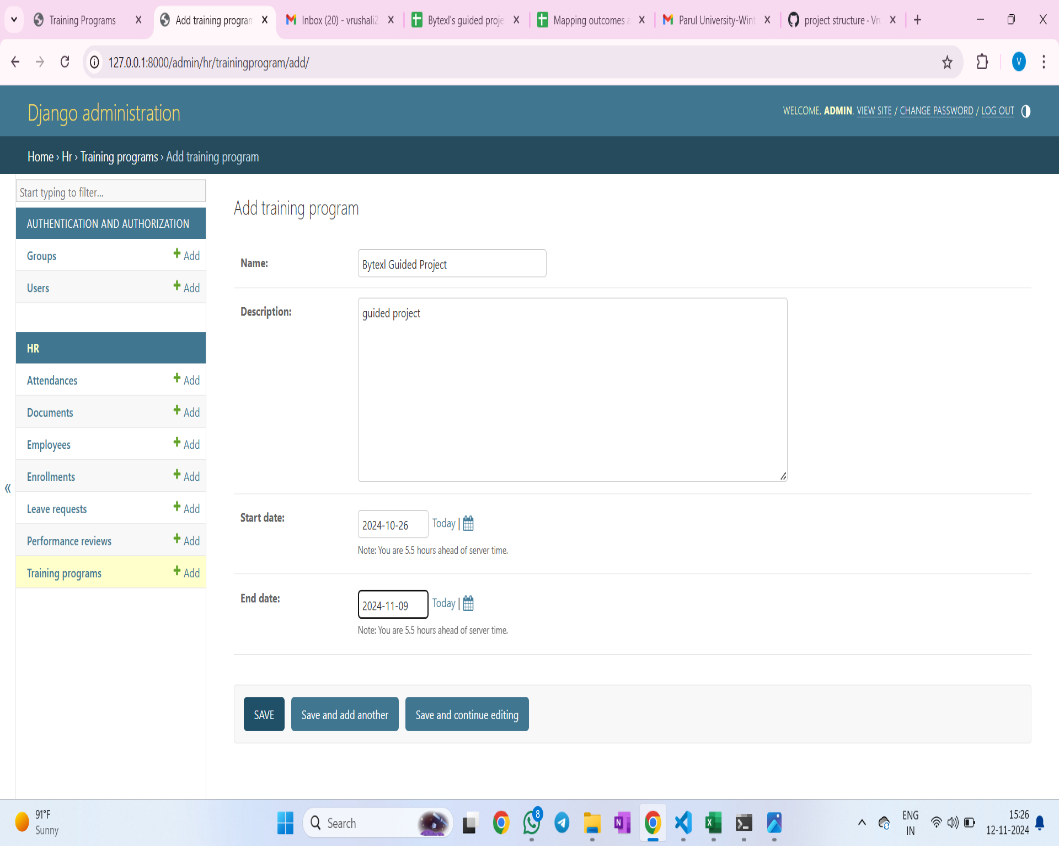 Training Programs
Add training program
Inbox (20) - vrushali2
Bytexl's guided proje
Mapping outcomes
Parul University-Wint
project structure - Vr
127.0.0.1:8000/admin/hr/trainingprogram/add/
V
Django administration
WELCOME, ADMIN. VIEW SITE / CHANGE PASSWORD / LOG OUT
Home › Hr › Training programs › Add training program
Start typing to filter...
AUTHENTICATION AND AUTHORIZATION
Groups + Add
Users + Add
HR
Attendances + Add
Documents + Add
Employees + Add
Enrollments + Add
Leave requests + Add
Performance reviews + Add
Training programs + Add
«
Add training program
Name: Bytexl Guided Project
Description: guided project
Start date: 2024-10-26 Today |
Note: You are 5.5 hours ahead of server time.
End date: 2024-11-09 Today |
Note: You are 5.5 hours ahead of server time.
SAVE Save and add another Save and continue editing
91°F
Sunny
Search
8
ENG
IN
15:26
12-11-2024